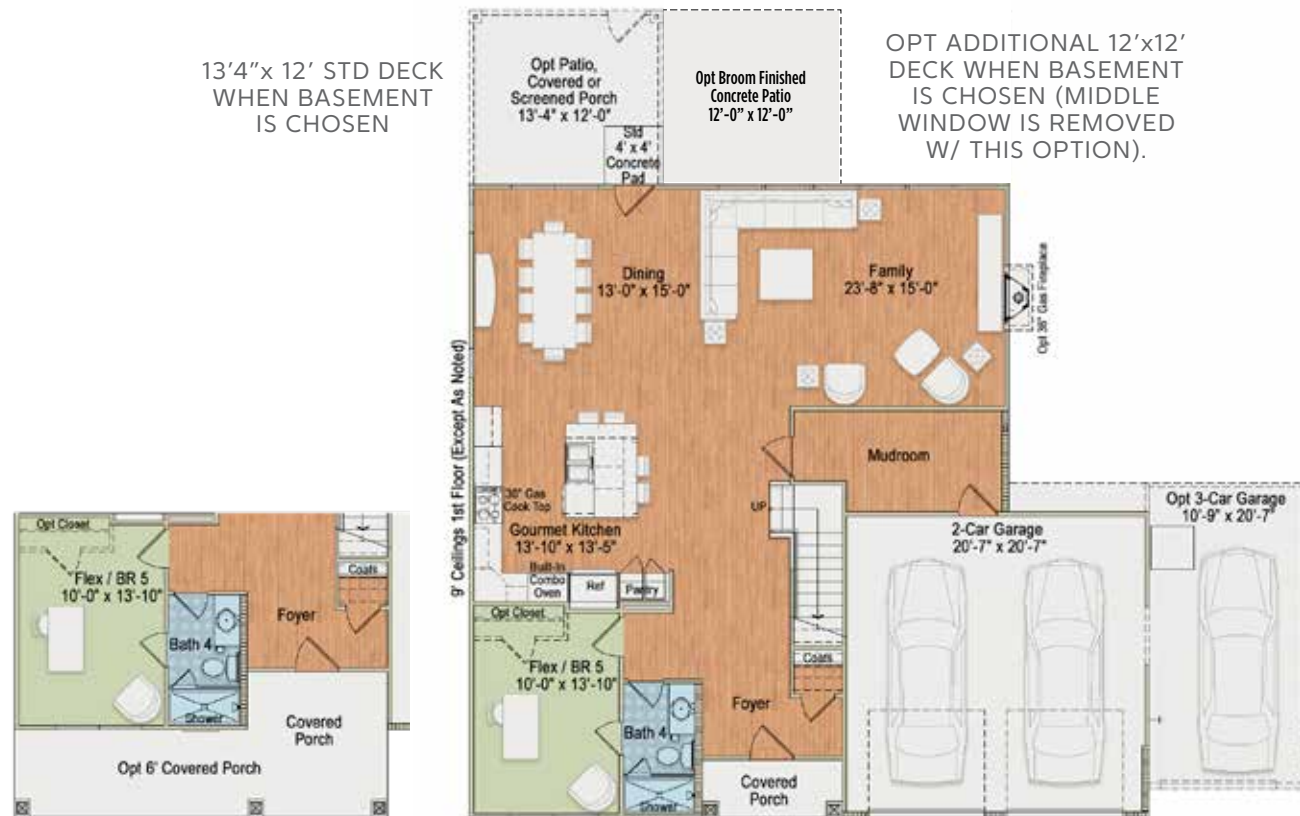 13'4"x 12' STD DECK
WHEN BASEMENT
IS CHOSEN
Opt Patio,
Covered or
Screened Porch
13'-4" x 12'-0"
Std
4' x 4'
Concrete
Pad
Opt Broom Finished
Concrete Patio
12'-0" x 12'-0"
OPT ADDITIONAL 12'x12'
DECK WHEN BASEMENT
IS CHOSEN (MIDDLE
WINDOW IS REMOVED
W/ THIS OPTION).
Dining
13'-0" x 15'-0"
Family
23'-8" x 15'-0"
Opt 36" Gas Fireplace
9' Ceilings 1st Floor (Except As Noted)
Mudroom
30" Gas
Cook Top
Gourmet Kitchen
13'-10" x 13'-5"
Built-In
Combo
Oven
Ref
Pantry
UP
2-Car Garage
20'-7" x 20'-7"
Opt 3-Car Garage
10'-9" x 20'-7"
Opt Closet
Flex / BR 5
10'-0" x 13'-10"
Bath 4
Shower
Foyer
Coats
Covered
Porch
Opt Closet
Flex / BR 5
10'-0" x 13'-10"
Bath 4
Shower
Foyer
Coats
Covered
Porch
Opt 6' Covered Porch